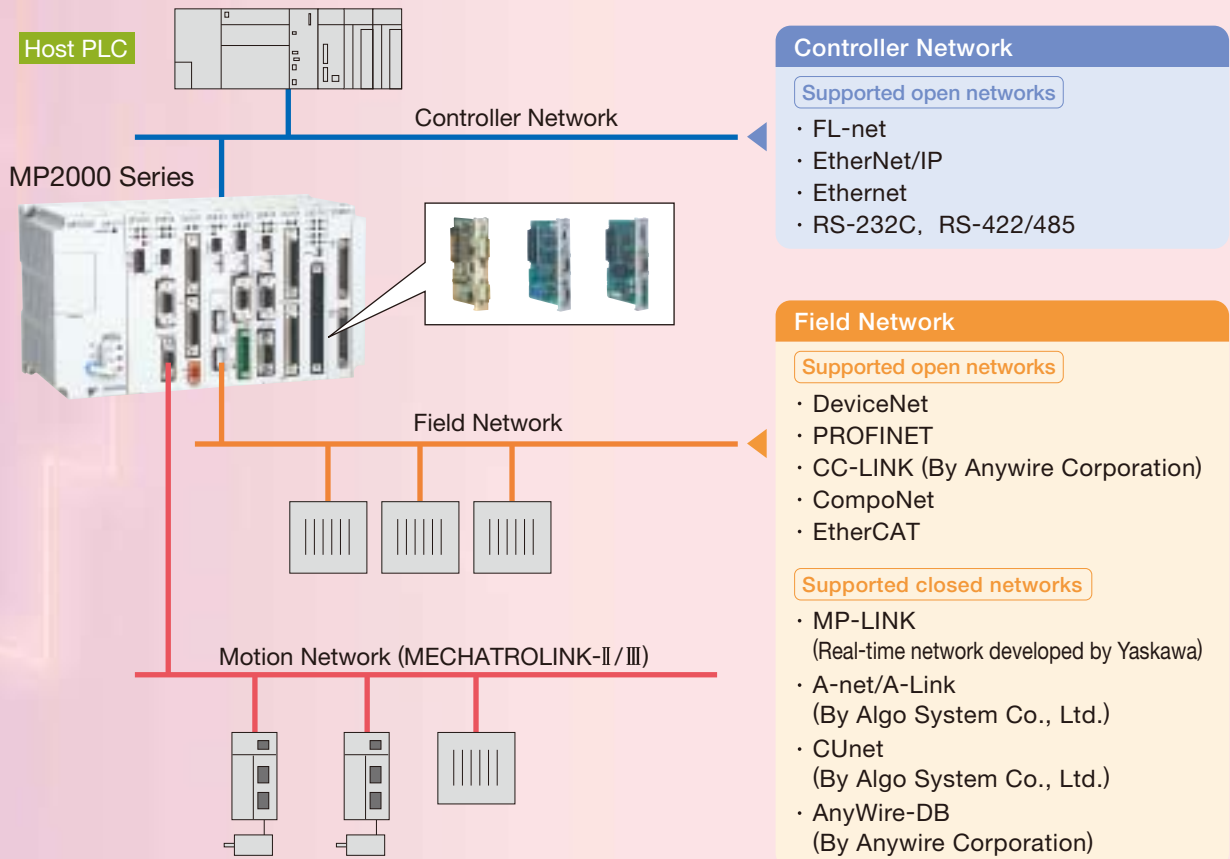 Host PLC
Controller Network
MP2000 Series
Field Network
Motion Network (MECHATROLINK-Ⅱ/Ⅲ)
Controller Network
Supported open networks
・FL-net
・EtherNet/IP
・Ethernet
・RS-232C, RS-422/485
Field Network
Supported open networks
・DeviceNet
・PROFINET
・CC-LINK (By Anywire Corporation)
・CompoNet
・EtherCAT
Supported closed networks
・MP-LINK
(Real-time network developed by Yaskawa)
・A-net/A-Link
(By Algo System Co., Ltd.)
・CUnet
(By Algo System Co., Ltd.)
・AnyWire-DB
(By Anywire Corporation)